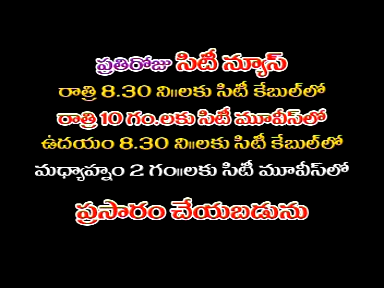 ప్రతిరోజు సిటీ న్యూస్
రాత్రి 8.30 ని॥లకు సిటీ కేబుల్‌లో
రాత్రి 10 గం.లకు సిటీ మూవీస్‌లో
ఉదయం 8.30 ని॥లకు సిటీ కేబుల్‌లో
మధ్యాహ్నం 2 గం॥లకు సిటీ మూవీస్‌లో
ప్రసారం చేయబడును